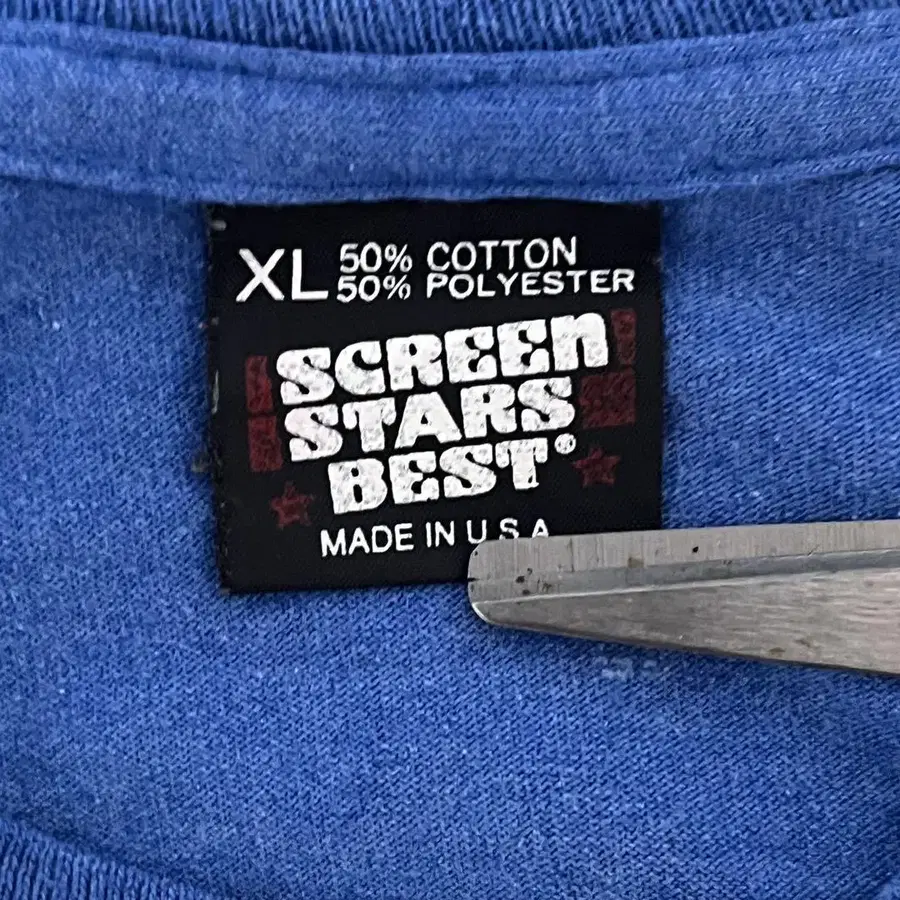 XL 50% COTTON
50% POLYESTER
SCREEN
STARS
BEST®
MADE IN U.S.A